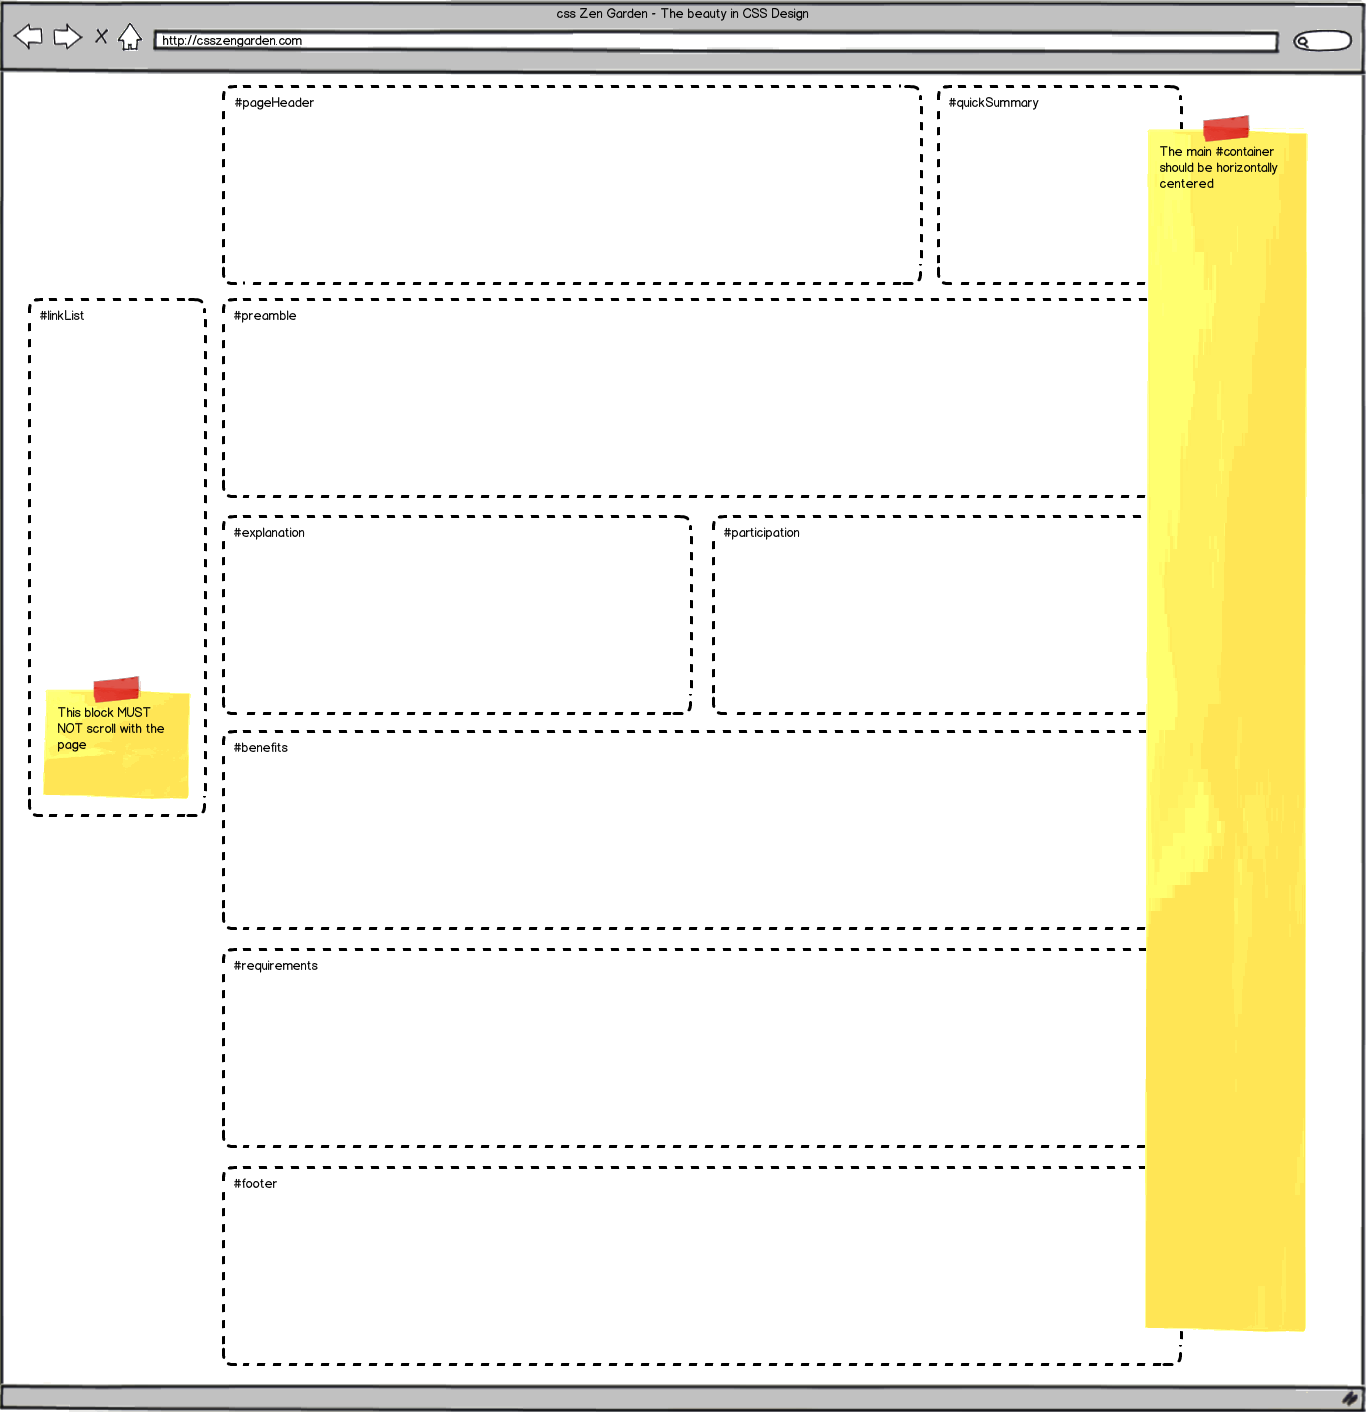 css Zen Garden - The beauty in CSS Design
http://csszengarden.com
#pageHeader
#quickSummary
The main #container
should be horizontally
centered
#linkList
#preamble
#explanation
#participation
This block MUST
NOT scroll with the
page
#benefits
#requirements
#footer